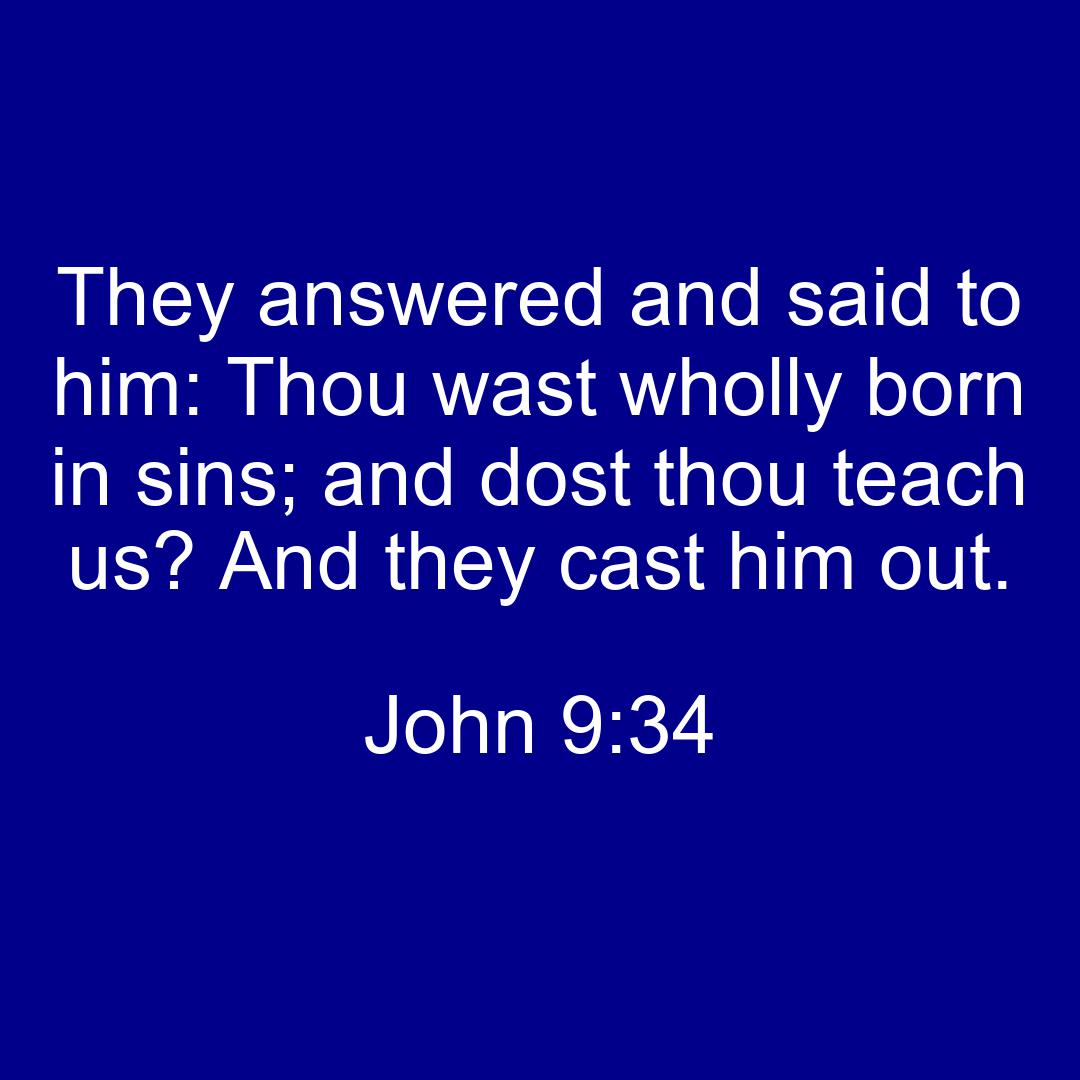 They answered and said to
him: Thou wast wholly born
in sins; and dost thou teach
us? And they cast him out.
John 9:34